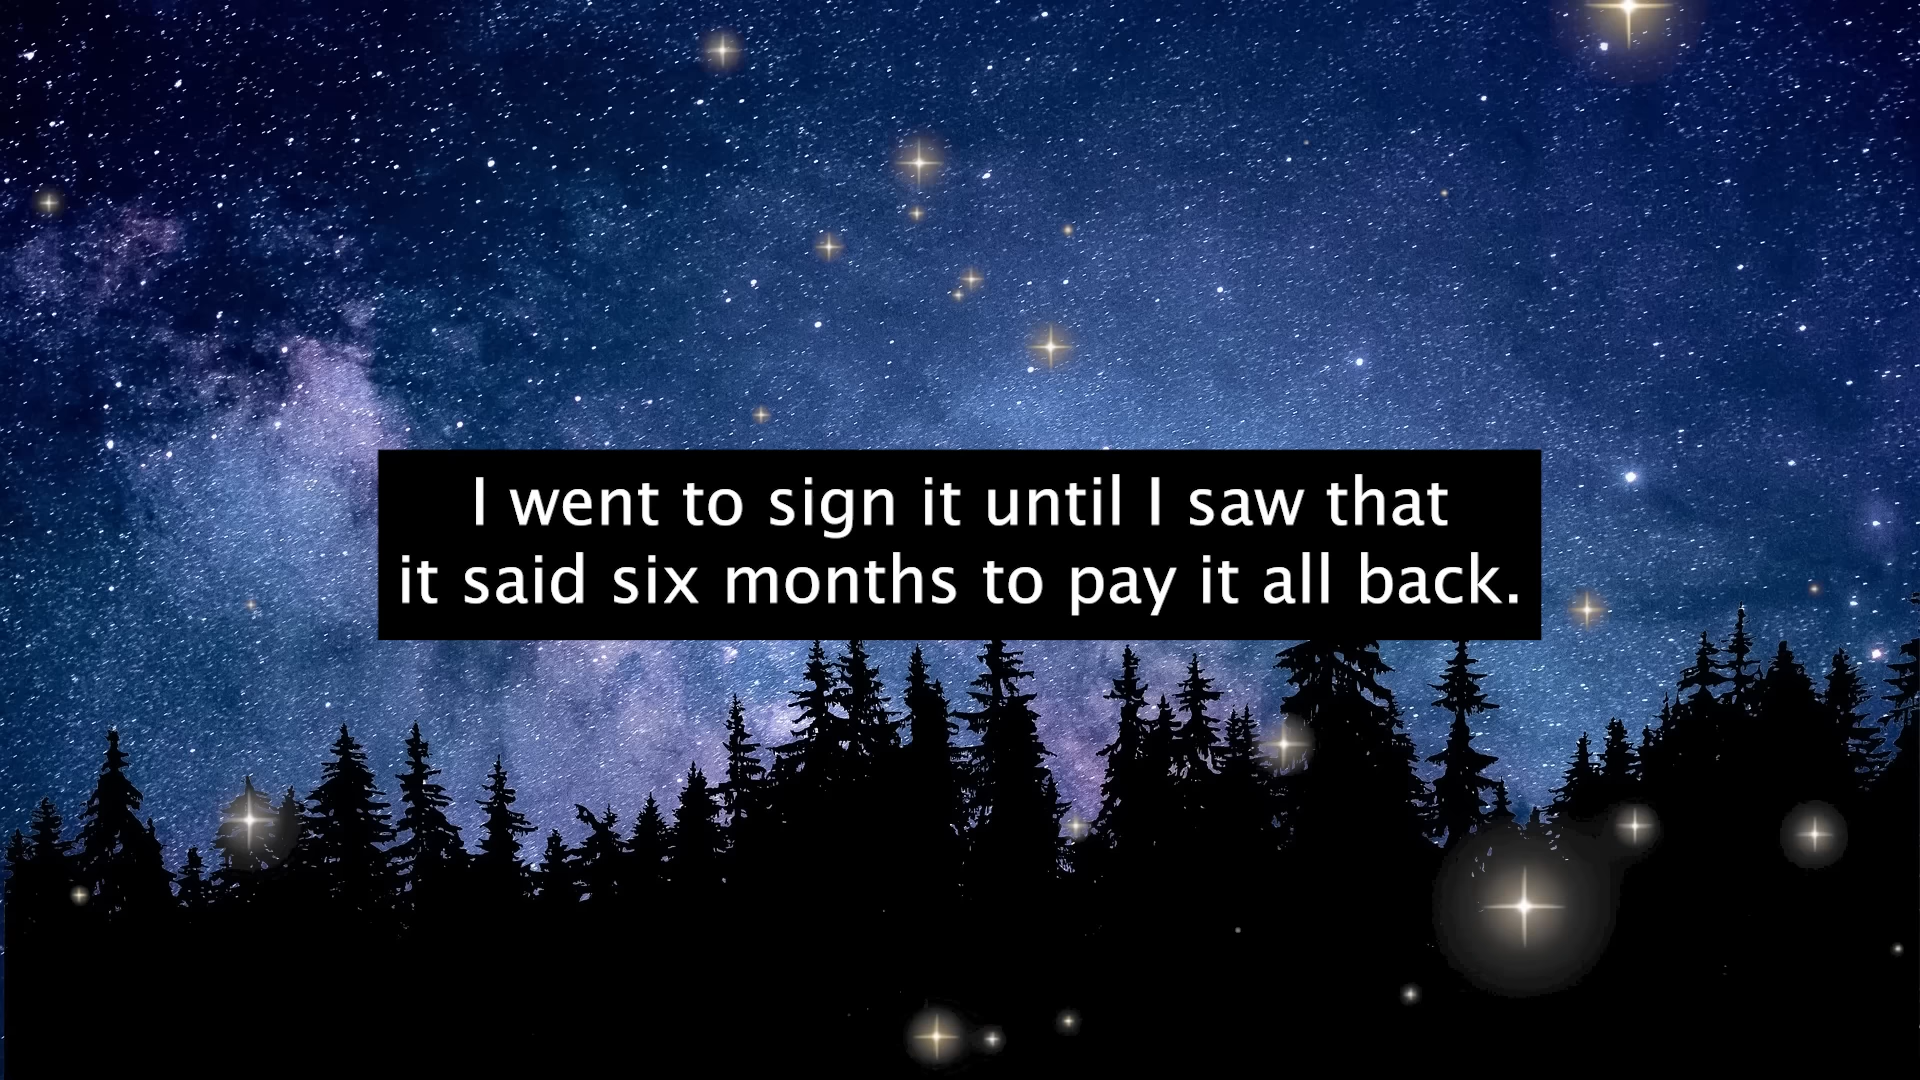 I went to sign it until I saw that
it said six months to pay it all back.